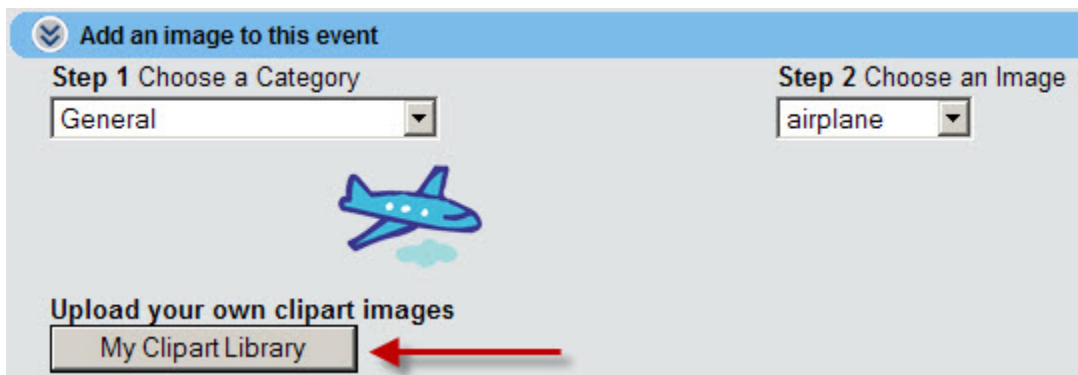 Add an image to this event
Step 1 Choose a Category
Step 2 Choose an Image
General
airplane
Upload your own clipart images
My Clipart Library